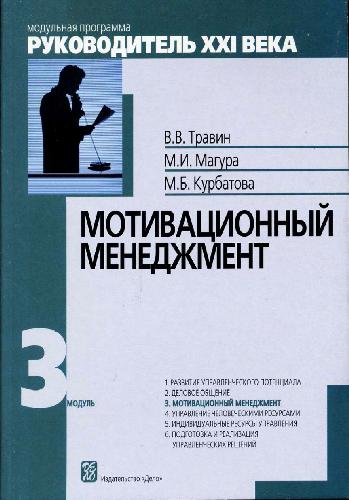 модульная программа
РУКОВОДИТЕЛЬ XXI ВЕКА
В.В. Травин
М.И. Магура
М.Б. Курбатова
МОТИВАЦИОННЫЙ
МЕНЕДЖМЕНТ
3
МОДУЛЬ
1. РАЗВИТИЕ УПРАВЛЕНЧЕСКОГО ПОТЕНЦИАЛА
2. ДЕЛОВОЕ ОБЩЕНИЕ
3. МОТИВАЦИОННЫЙ МЕНЕДЖМЕНТ
4. УПРАВЛЕНИЕ ЧЕЛОВЕЧЕСКИМИ РЕСУРСАМИ
5. ИНДИВИДУАЛЬНЫЕ РЕСУРСЫ УПРАВЛЕНИЯ
6. ПОДГОТОВКА И РЕАЛИЗАЦИЯ
УПРАВЛЕНЧЕСКИХ РЕШЕНИЙ
Издательство «Дело»